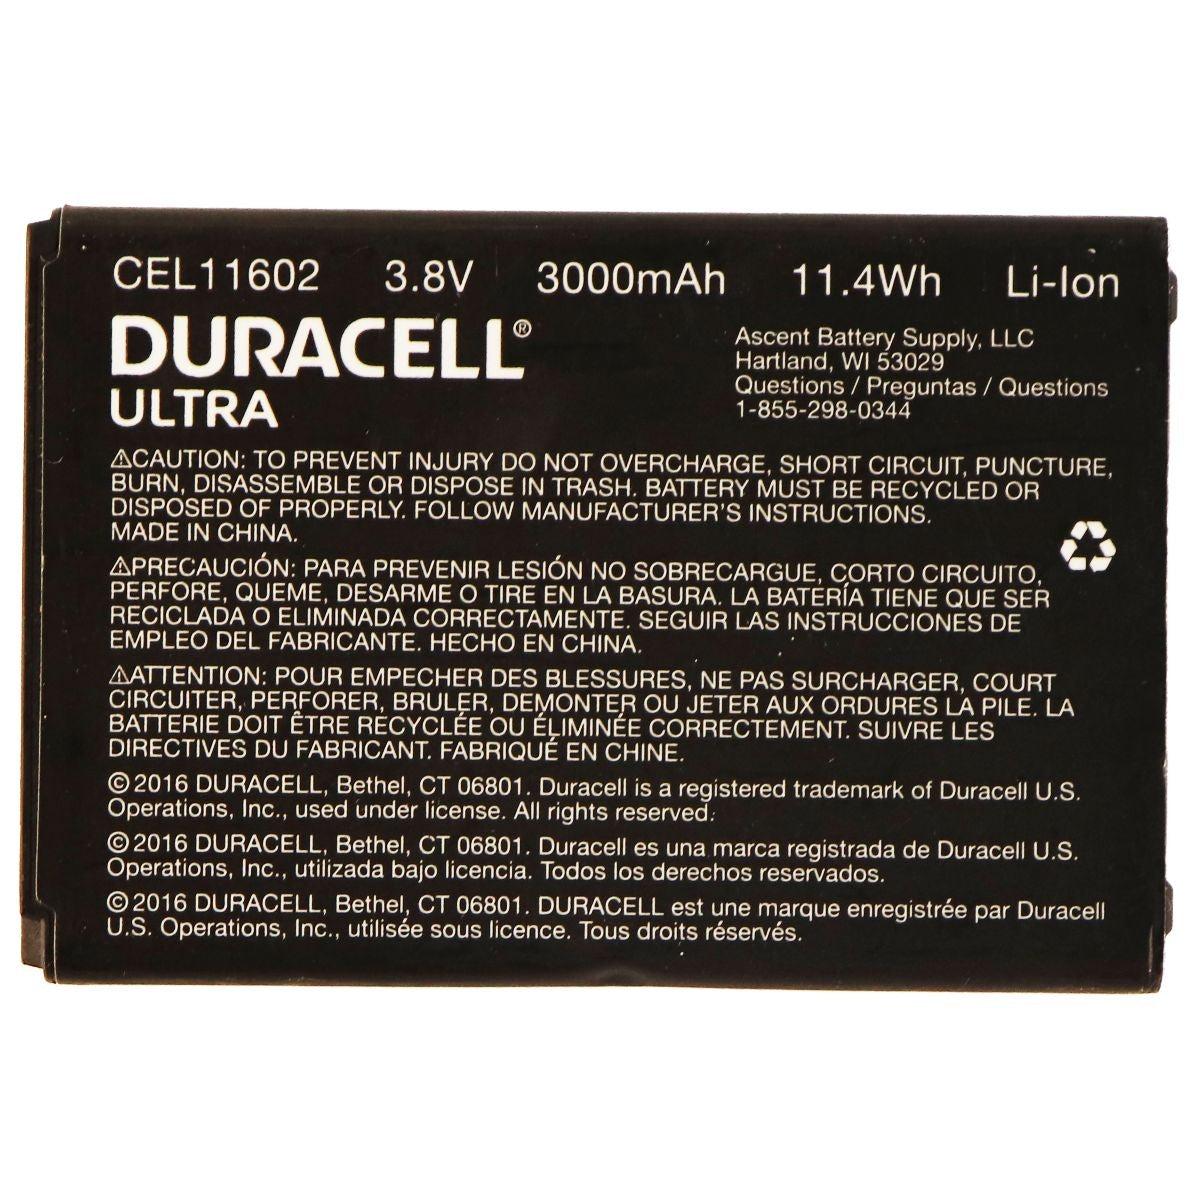 CEL11602 3.8V 3000mAh 11.4Wh Li-Ion
DURACELL®
ULTRA
Ascent Battery Supply, LLC
Hartland, WI 53029
Questions / Preguntas / Questions
1-855-298-0344
⚠CAUTION: TO PREVENT INJURY DO NOT OVERCHARGE, SHORT CIRCUIT, PUNCTURE,
BURN, DISASSEMBLE OR DISPOSE IN TRASH. BATTERY MUST BE RECYCLED OR
DISPOSED OF PROPERLY. FOLLOW MANUFACTURER'S INSTRUCTIONS.
MADE IN CHINA.
⚠PRECAUCIÓN: PARA PREVENIR LESIÓN NO SOBRECARGUE, CORTO CIRCUITO,
PERFORE, QUEME, DESARME O TIRE EN LA BASURA. LA BATERÍA TIENE QUE SER
RECICLADA O ELIMINADA CORRECTAMENTE. SEGUIR LAS INSTRUCCIONES DE
EMPLEO DEL FABRICANTE. HECHO EN CHINA.
⚠ATTENTION: POUR EMPECHER DES BLESSURES, NE PAS SURCHARGER, COURT
CIRCUITER, PERFORER, BRULER, DEMONTER OU JETER AUX ORDURES LA PILE. LA
BATTERIE DOIT ÊTRE RECYCLÉE OU ÉLIMINÉE CORRECTEMENT. SUIVRE LES
DIRECTIVES DU FABRICANT. FABRIQUÉ EN CHINE.
©2016 DURACELL, Bethel, CT 06801. Duracell is a registered trademark of Duracell U.S.
Operations, Inc., used under license. All rights reserved.
©2016 DURACELL, Bethel, CT 06801. Duracell es una marca registrada de Duracell U.S.
Operations, Inc., utilizada bajo licencia. Todos los derechos reservados.
©2016 DURACELL, Bethel, CT 06801. DURACELL est une marque enregistrée par Duracell
U.S. Operations, Inc., utilisée sous licence. Tous droits réservés.